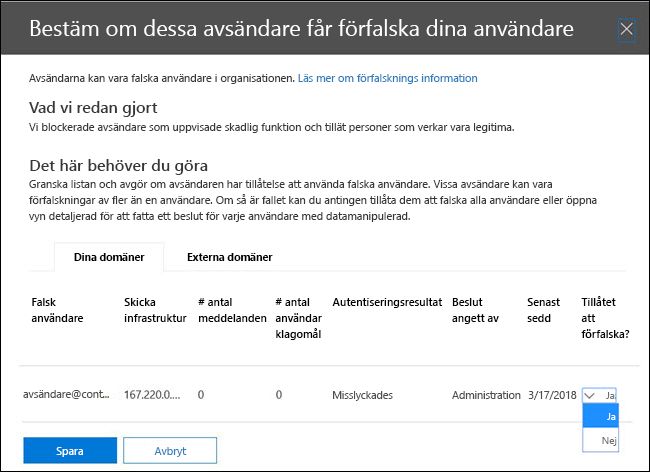 Bestäm om dessa avsändare får förfalska dina användare
Avsändarna kan vara falska användare i organisationen. Läs mer om förfalsknings information
Vad vi redan gjort
Vi blockerade avsändare som uppvisade skadlig funktion och tillät personer som verkar vara legitima.
Det här behöver du göra
Granska listan och avgör om avsändaren har tillåtelse att använda falska användare. Vissa avsändare kan vara
förfalskningar av fler än en användare. Om så är fallet kan du antingen tillåta dem att falska alla användare eller öppna
vyn detaljerad för att fatta ett beslut för varje användare med datamanipulerad.
Dina domäner Externa domäner
Falsk användare
Skicka infrastruktur
# antal meddelanden
# antal användar klagomål
Autentiseringsresultat
Beslut angett av
Senast sedd
Tillåtet att förfalska?
avsändare@cont... 167.220.0.... 0 0 Misslyckades Administration 3/17/2018 Ja
Ja
Nej
Spara Avbryt